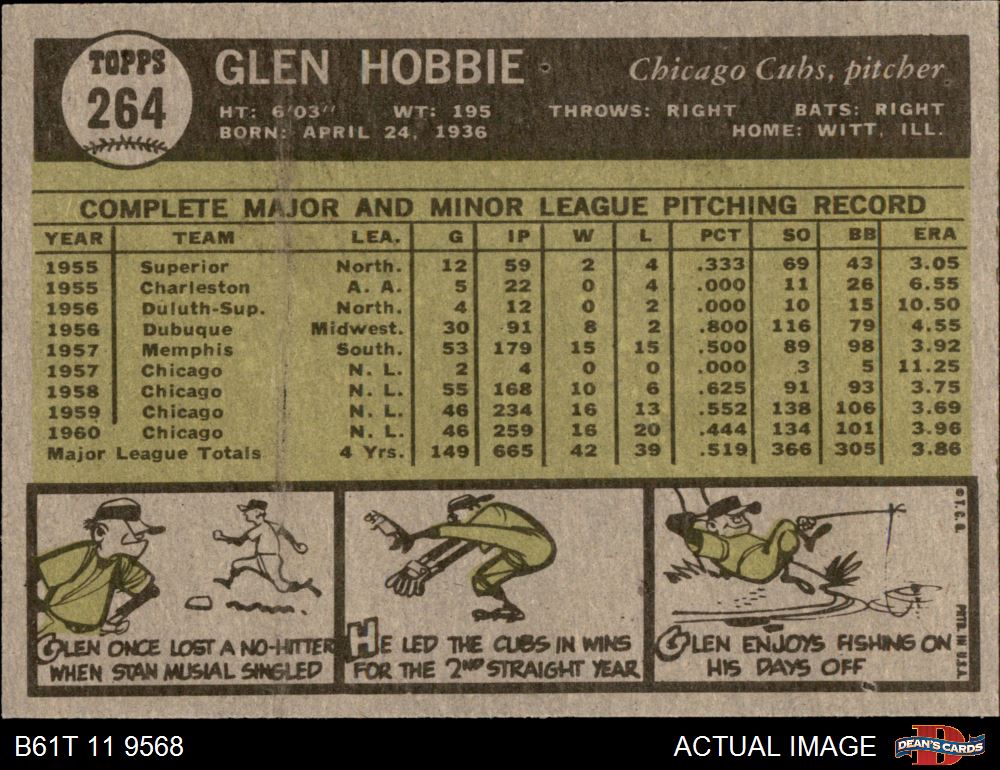 TOPPS
264
GLEN HOBBIE
Chicago Cubs, pitcher
HT: 6'03" WT: 195 THROWS: RIGHT BATS: RIGHT
BORN: APRIL 24, 1936 HOME: WITT, ILL.
COMPLETE MAJOR AND MINOR LEAGUE PITCHING RECORD
YEAR TEAM LEA. G IP W L PCT SO BB ERA
1955 Superior North. 12 59 2 4 .333 69 43 3.05
1955 Charleston A. A. 5 22 0 4 .000 11 26 6.55
1956 Duluth-Sup. North. 4 12 0 2 .000 10 15 10.50
1956 Dubuque Midwest. 30 91 8 2 .800 116 79 4.55
1957 Memphis South. 53 179 15 15 .500 89 98 3.92
1957 Chicago N. L. 2 4 0 0 .000 3 5 11.25
1958 Chicago N. L. 55 168 10 6 .625 91 93 3.75
1959 Chicago N. L. 46 234 16 13 .552 138 106 3.69
1960 Chicago N. L. 46 259 16 20 .444 134 101 3.96
Major League Totals 4 Yrs. 149 665 42 39 .519 366 305 3.86
GLEN ONCE LOST A NO-HITTER
WHEN STAN MUSIAL SINGLED
HE LED THE CUBS IN WINS
FOR THE 2ND STRAIGHT YEAR
GLEN ENJOYS FISHING ON
HIS DAYS OFF
© T. C. G.
PRTD. IN U.S.A.
B61T 11 9568
ACTUAL IMAGE
DEAN'S CARDS